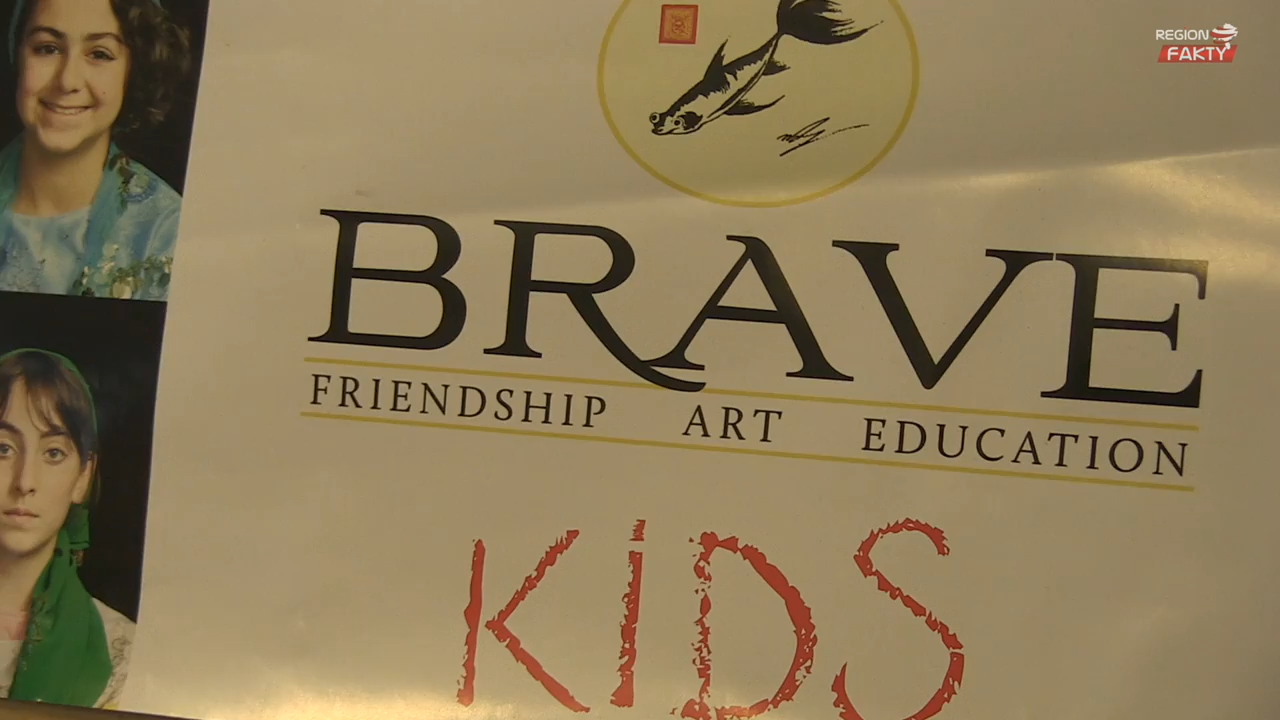 REGION
FAKTY
BRAVE
FRIENDSHIP ART EDUCATION
KIDS